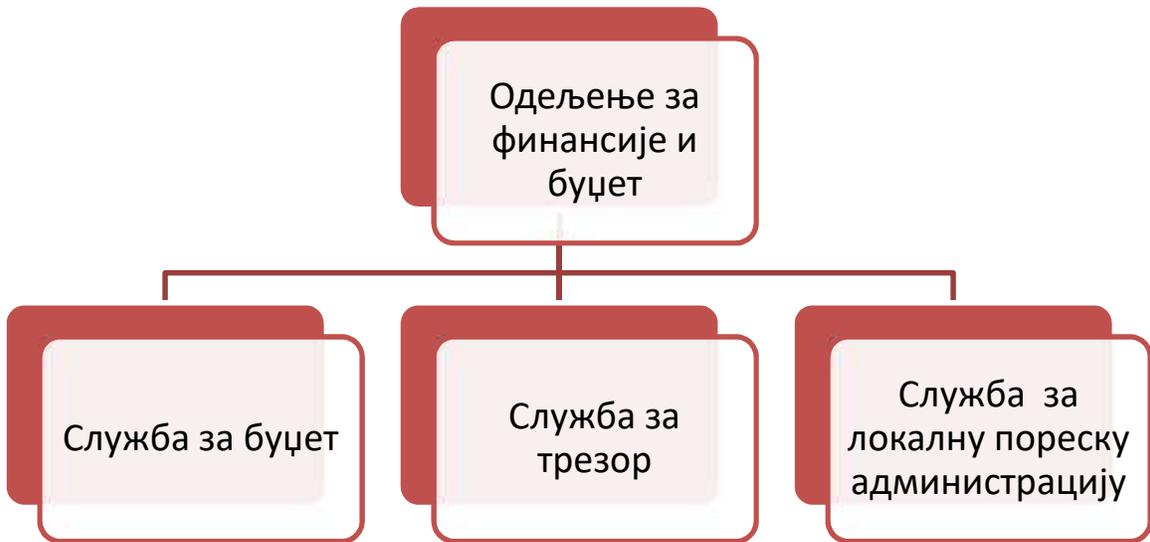 Одељење за
финансије и
буџет
Служба за буџет
Служба за
трезор
Служба за
локалну пореску
администрацију